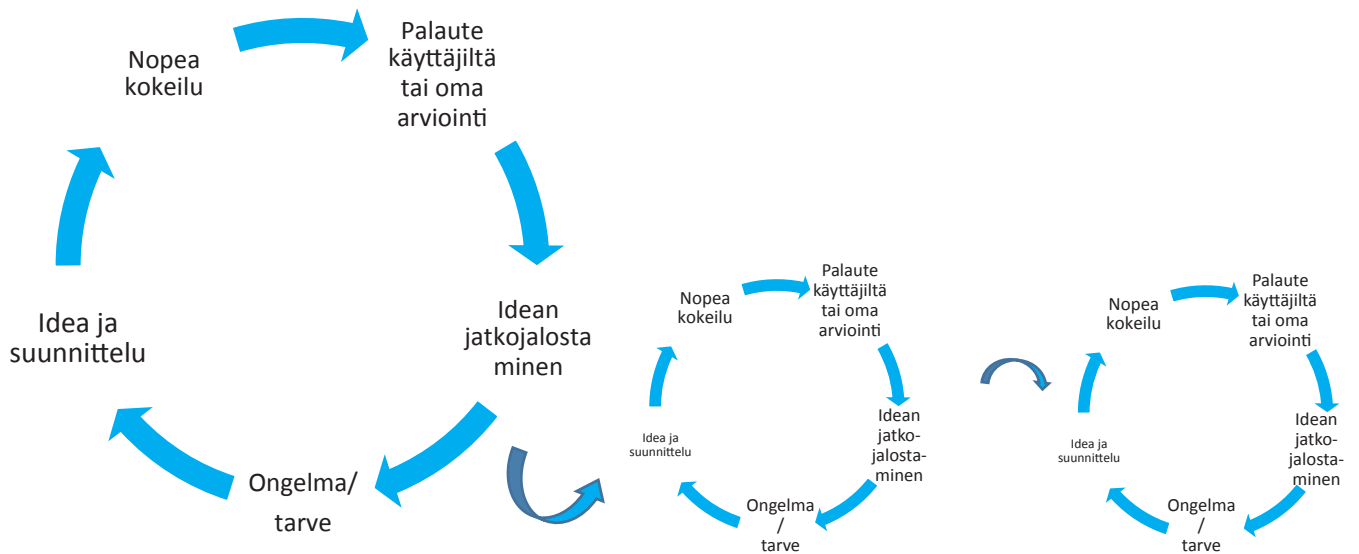 Nopea
kokeilu
Palaute
käyttäjiltä
tai oma
arviointi
Idean
jatkojalosta
minen
Ongelma/
tarve
Idea ja
suunnittelu
Nopea
kokeilu
Palaute
käyttäjiltä
tai oma
arviointi
Idean
jatko-
jalosta-
minen
Ongelma
/
tarve
Idea ja
suunnittelu
Nopea
kokeilu
Palaute
käyttäjiltä
tai oma
arviointi
Idean
jatko-
jalosta-
minen
Ongelma
/
tarve
Idea ja
suunnittelu